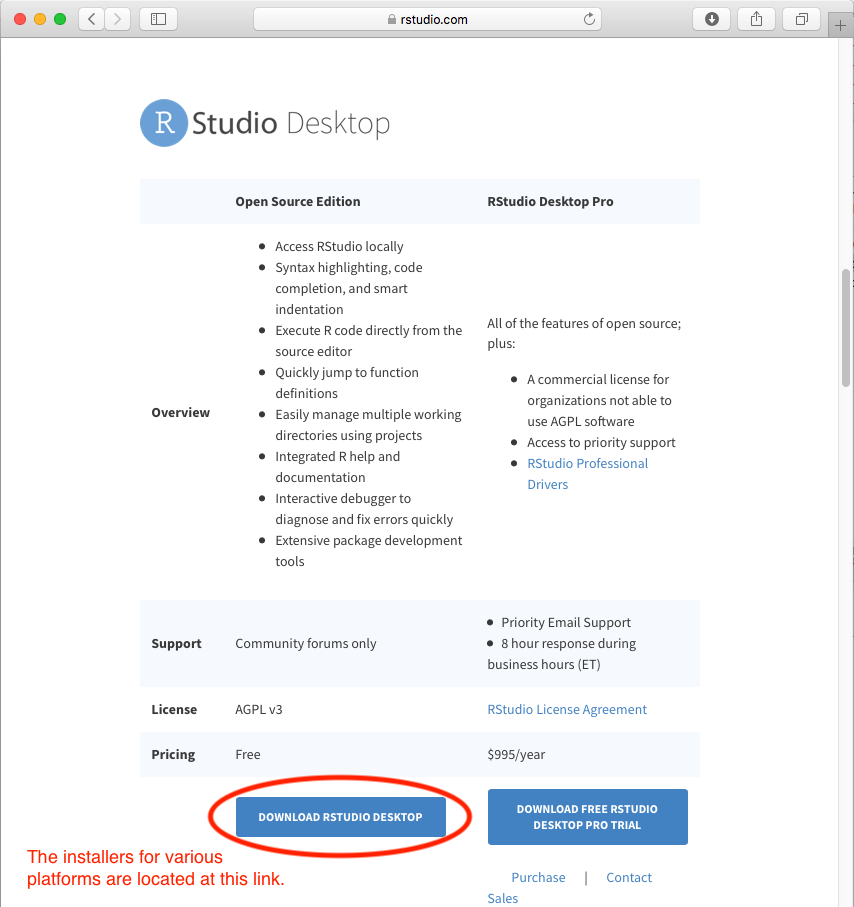 rstudio.com
R Studio Desktop
Open Source Edition RStudio Desktop Pro
Overview
• Access RStudio locally
• Syntax highlighting, code
completion, and smart
indentation
• Execute R code directly from the
source editor
• Quickly jump to function
definitions
• Easily manage multiple working
directories using projects
• Integrated R help and
documentation
• Interactive debugger to
diagnose and fix errors quickly
• Extensive package development
tools
All of the features of open source;
plus:
• A commercial license for
organizations not able to
use AGPL software
• Access to priority support
• RStudio Professional
Drivers
Support
Community forums only
• Priority Email Support
• 8 hour response during
business hours (ET)
License AGPL v3 RStudio License Agreement
Pricing Free $995/year
DOWNLOAD RSTUDIO DESKTOP
DOWNLOAD FREE RSTUDIO
DESKTOP PRO TRIAL
The installers for various
platforms are located at this link.
Purchase | Contact
Sales